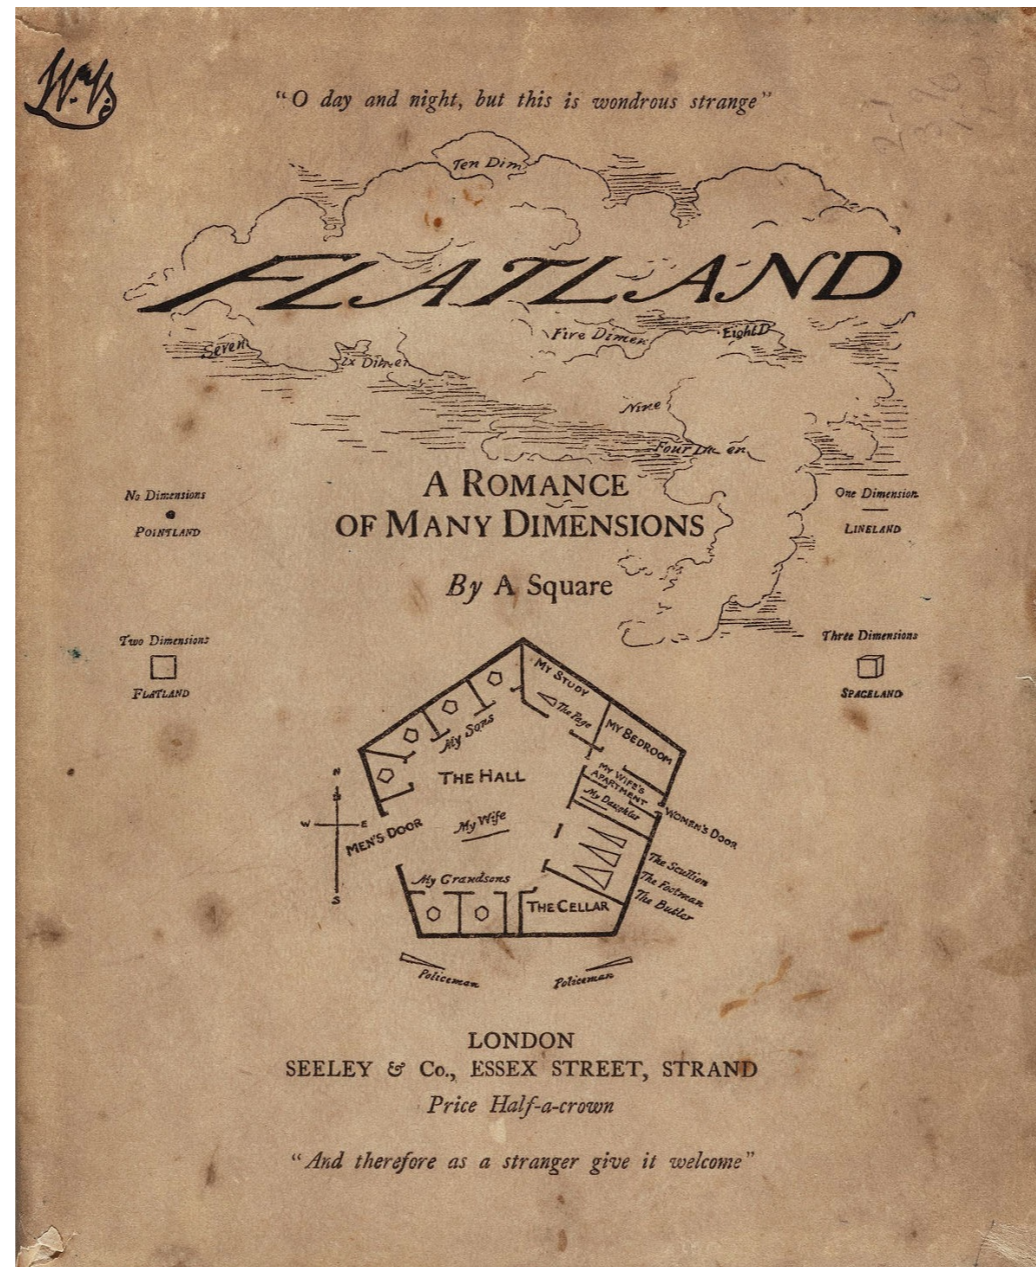 "O day and night, but this is wondrous strange"
Ten Dim
FLATLAND
Seven
ix Dimen
Five Dimen
Eight D
Nine
Four Dimen
A ROMANCE
OF MANY DIMENSIONS
By A Square
No Dimensions
POINTLAND
One Dimension
LINELAND
Two Dimensions
FLATLAND
Three Dimensions
SPACELAND
MY STUDY
The Page
My Sons
MY BEDROOM
THE HALL
MY WIFE'S
APARTMENT
My Daughter
WOMEN'S DOOR
N
W E
S
MEN'S DOOR
My Wife
The Scullion
The Footman
The Butler
My Grandsons
THE CELLAR
Policeman
Policeman
LONDON
SEELEY & Co., ESSEX STREET, STRAND
Price Half-a-crown
"And therefore as a stranger give it welcome"